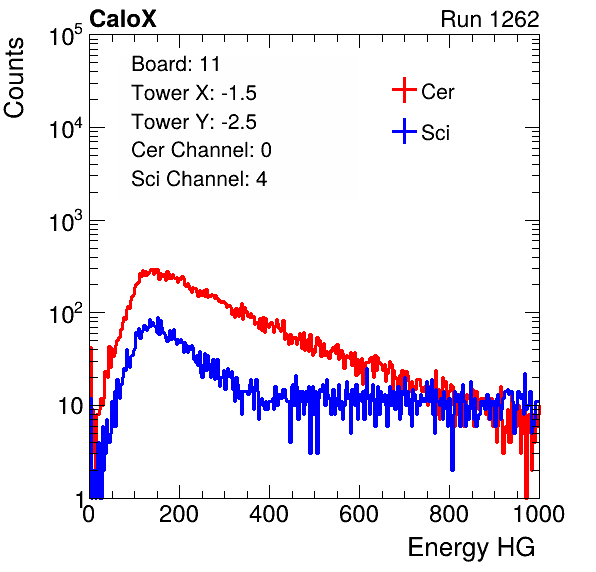 CaloX Run 1262
Counts
Board: 11
Tower X: -1.5
Tower Y: -2.5
Cer Channel: 0
Sci Channel: 4
Cer
Sci
10^5
10^4
10^3
10^2
10
1
0 200 400 600 800 1000
Energy HG